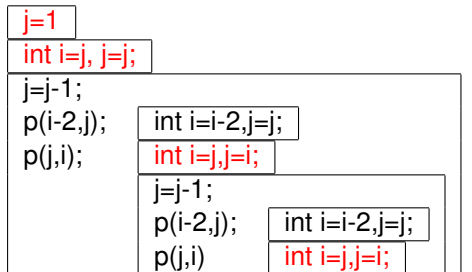 j=1
int i=j, j=j;
j=j-1;
p(i-2,j); int i=i-2,j=j;
p(j,i); int i=j,j=i;
j=j-1;
p(i-2,j); int i=i-2,j=j;
p(j,i) int i=j,j=i;